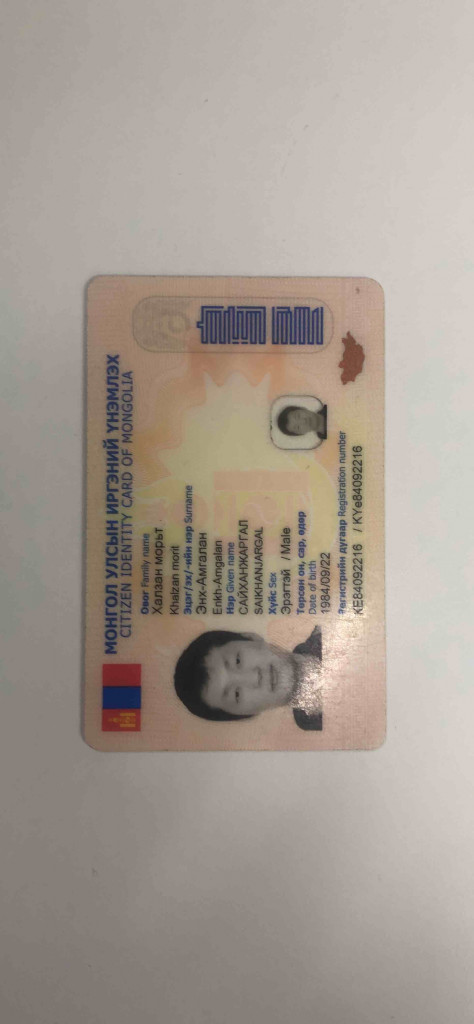 МОНГОЛ УЛСЫН ИРГЭНИЙ ҮНЭМЛЭХ
CITIZEN IDENTITY CARD OF MONGOLIA
Овог Family name
Халзан морьт
Khalzan morit
Эцэг/эх/-ийн нэр Surname
Энх-Амгалан
Enkh-Amgalan
Нэр Given name
САЙХАНЖАРГАЛ
SAIKHANJARGAL
Хүйс Sex
Эрэгтэй / Male
Төрсөн он, сар, өдөр
Date of birth
1984/09/22
Регистрийн дугаар Registration number
КЕ84092216 / KYe84092216